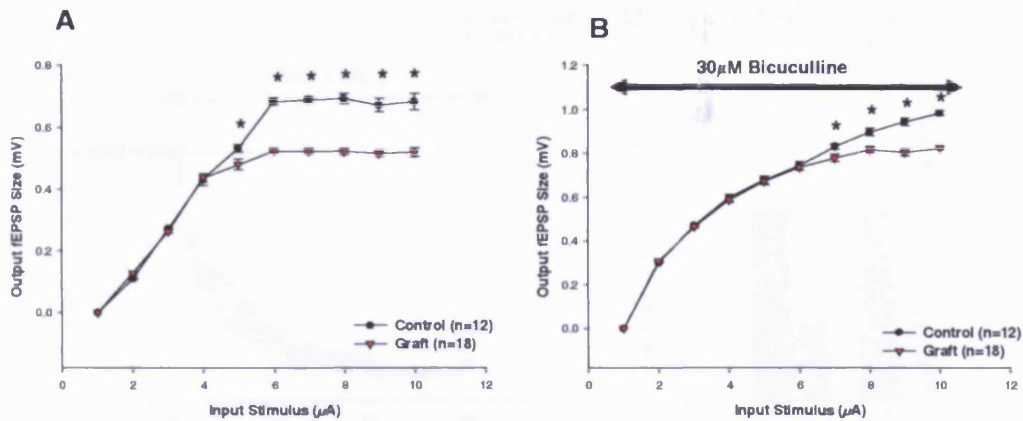 A
0.8
0.6
0.4
0.2
0.0
Output fEPSP Size (mV)
* * * * * *
Control (n=12)
Graft (n=18)
0 2 4 6 8 10 12
Input Stimulus (µA)
B
30µM Bicuculline
1.2
1.0
0.8
0.6
0.4
0.2
0.0
Output fEPSP Size (mV)
* * * *
Control (n=12)
Graft (n=18)
0 2 4 6 8 10 12
Input Stimulus (µA)